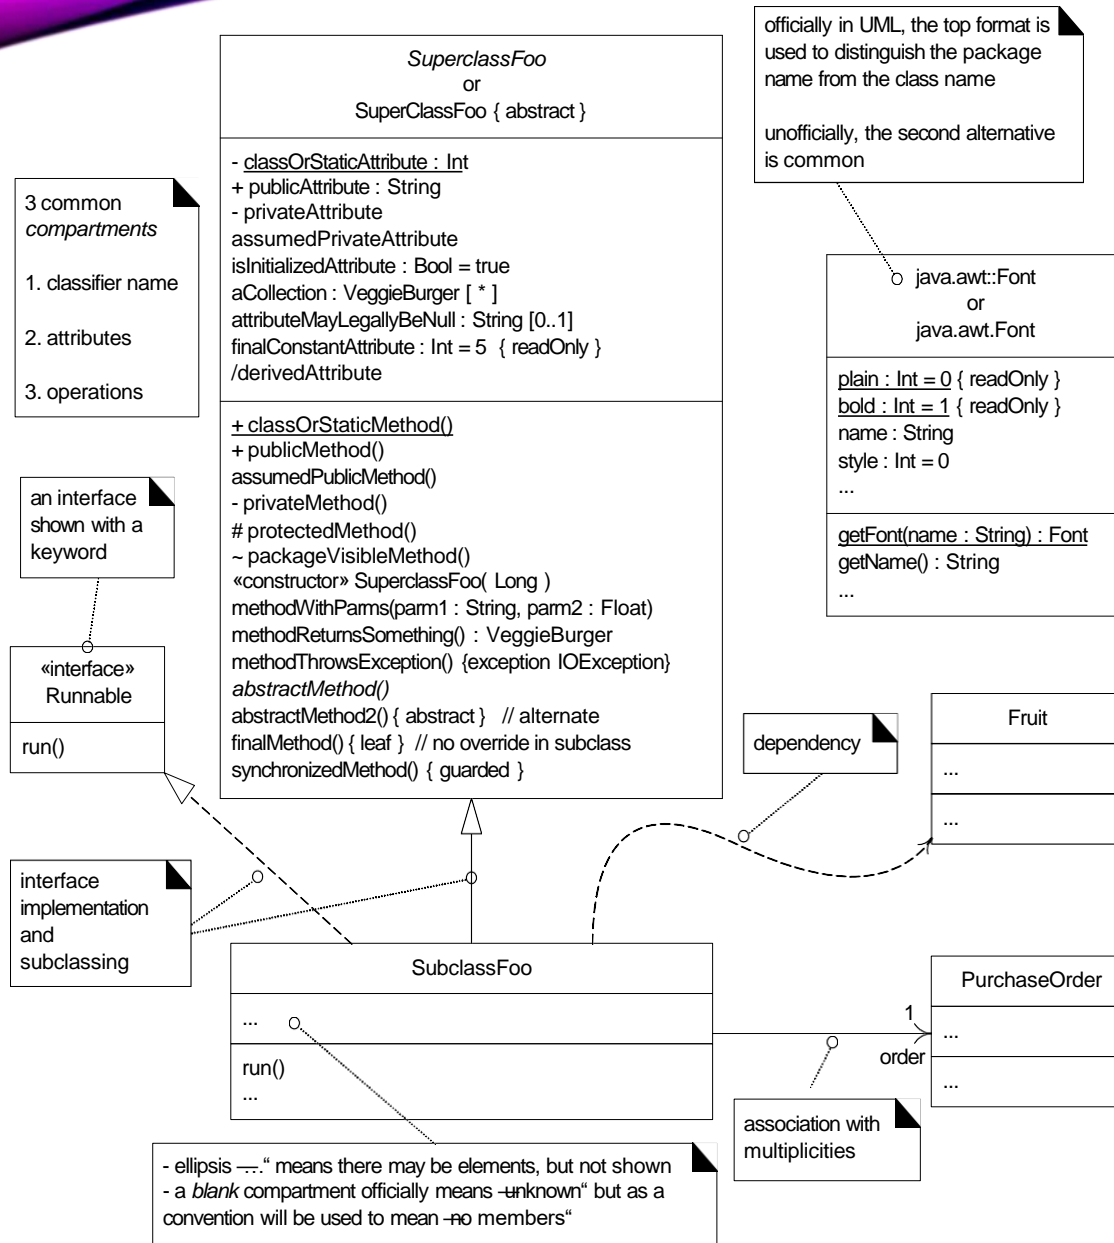 SuperclassFoo
or
SuperClassFoo { abstract }
- classOrStaticAttribute : Int
+ publicAttribute : String
- privateAttribute
assumedPrivateAttribute
isInitializedAttribute : Bool = true
aCollection : VeggieBurger [ * ]
attributeMayLegallyBeNull : String [0..1]
finalConstantAttribute : Int = 5 { readOnly }
/derivedAttribute
+ classOrStaticMethod()
+ publicMethod()
assumedPublicMethod()
- privateMethod()
# protectedMethod()
~ packageVisibleMethod()
«constructor» SuperclassFoo( Long )
methodWithParms(parm1 : String, parm2 : Float)
methodReturnsSomething() : VeggieBurger
methodThrowsException() {exception IOException}
abstractMethod()
abstractMethod2() { abstract } // alternate
finalMethod() { leaf } // no override in subclass
synchronizedMethod() { guarded }
3 common
compartments
1. classifier name
2. attributes
3. operations
officially in UML, the top format is
used to distinguish the package
name from the class name
unofficially, the second alternative
is common
java.awt::Font
or
java.awt.Font
plain : Int = 0 { readOnly }
bold : Int = 1 { readOnly }
name : String
style : Int = 0
...
getFont(name : String) : Font
getName() : String
...
an interface
shown with a
keyword
«interface»
Runnable
run()
interface
implementation
and
subclassing
dependency
Fruit
...
...
SubclassFoo
...
run()
...
PurchaseOrder
...
...
1
order
association with
multiplicities
- ellipsis –…“ means there may be elements, but not shown
- a blank compartment officially means –unknown“ but as a
convention will be used to mean –no members“